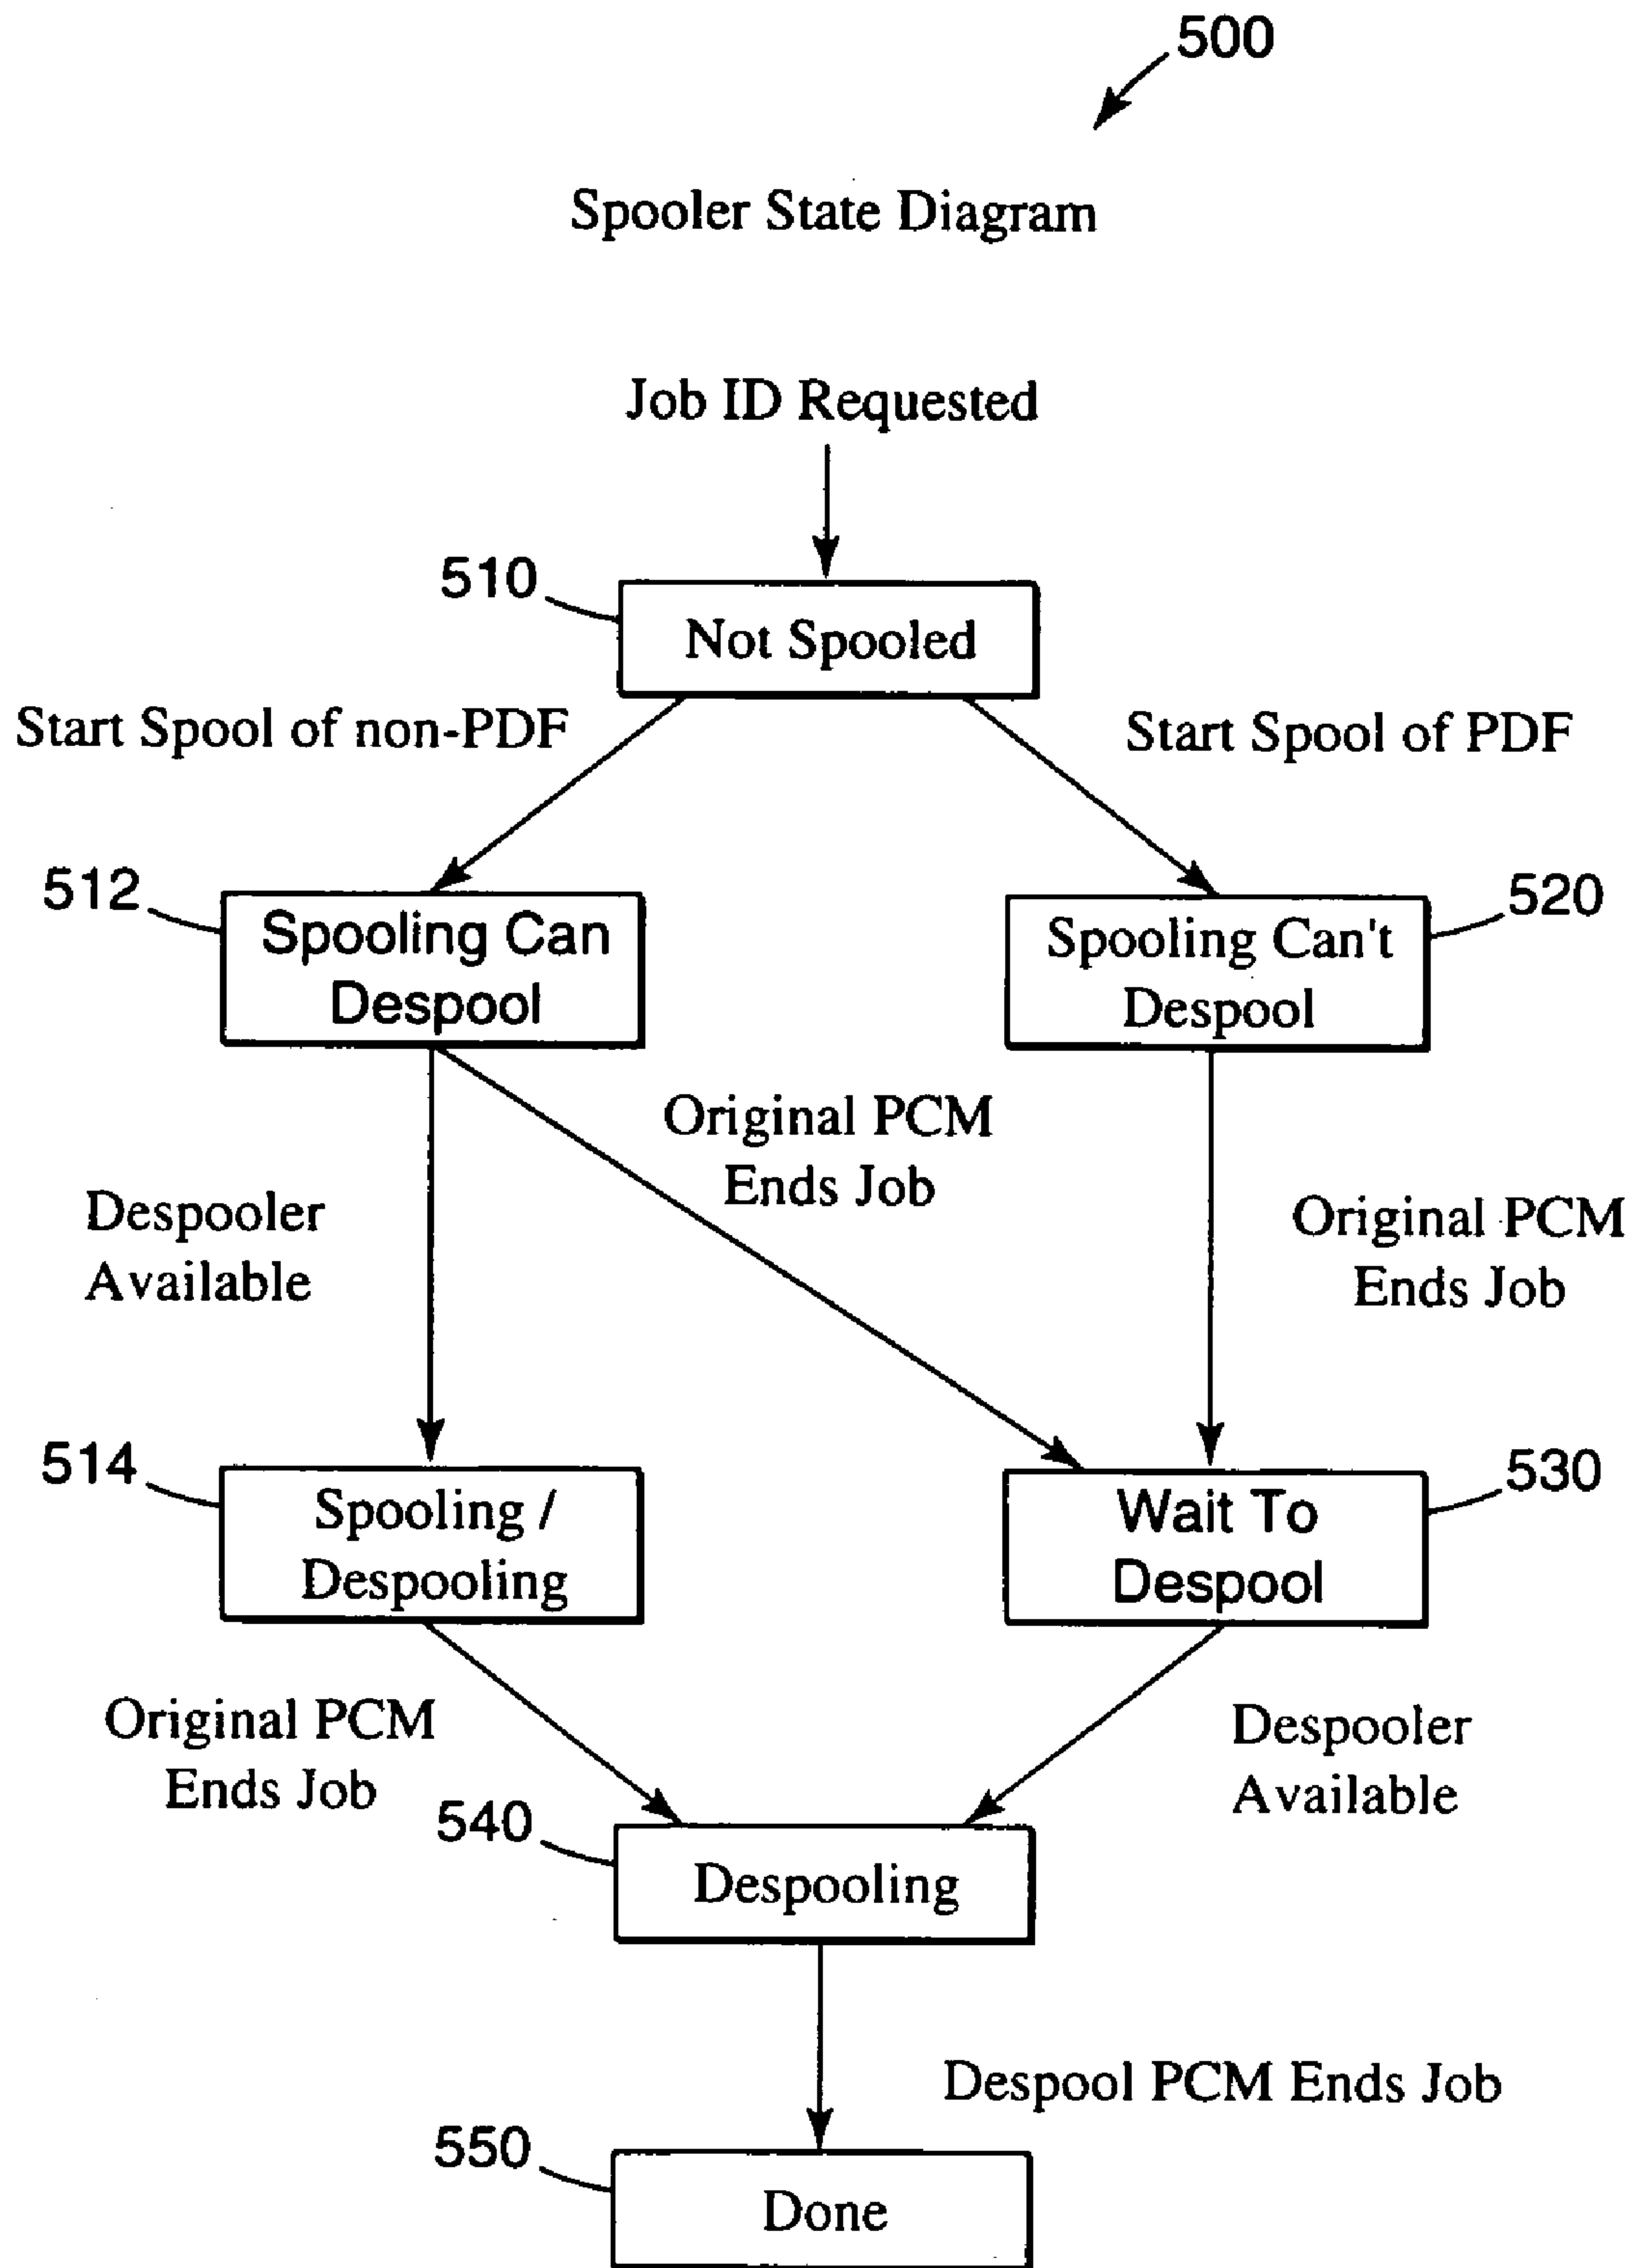 500
Spooler State Diagram
Job ID Requested
510
Not Spooled
Start Spool of non-PDF
Start Spool of PDF
512
Spooling Can
Despool
520
Spooling Can't
Despool
Original PCM
Ends Job
Despooler
Available
Original PCM
Ends Job
514
Spooling /
Despooling
530
Wait To
Despool
Original PCM
Ends Job
Despooler
Available
540
Despooling
Despool PCM Ends Job
550
Done